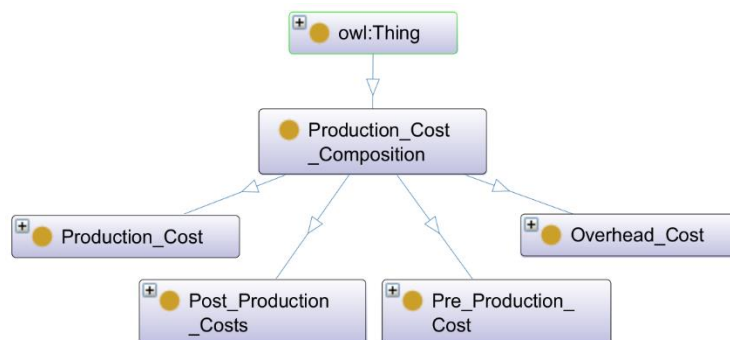 owl:Thing
Production_Cost
_Composition
Production_Cost
Overhead_Cost
Post_Production
_Costs
Pre_Production_
Cost